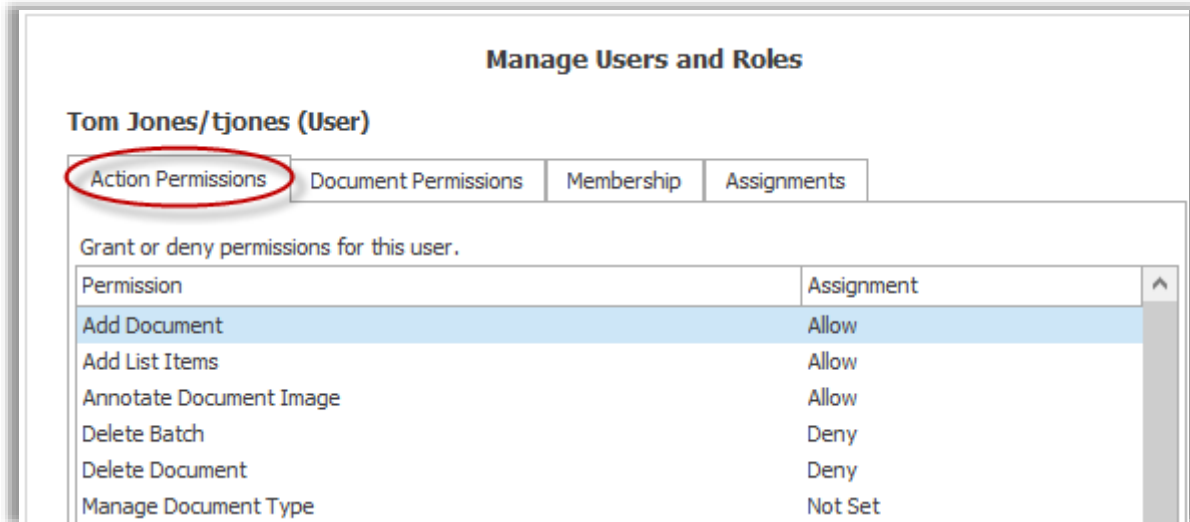 Manage Users and Roles
Tom Jones/tjones (User)
Action Permissions Document Permissions Membership Assignments
Grant or deny permissions for this user.
Permission Assignment
Add Document Allow
Add List Items Allow
Annotate Document Image Allow
Delete Batch Deny
Delete Document Deny
Manage Document Type Not Set